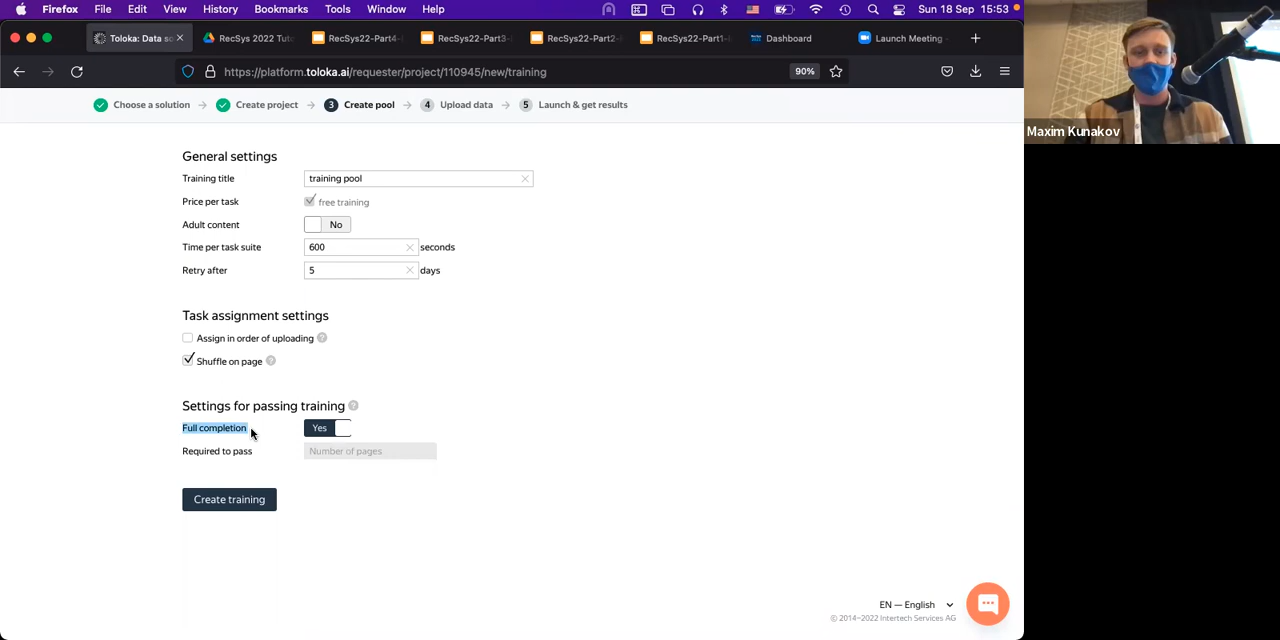 Firefox File Edit View History Bookmarks Tools Window Help Sun 18 Sep 15:53
Toloka: Data so RecSys 2022 Tuto RecSys22-Part4- RecSys22-Part3- RecSys22-Part2- RecSys22-Part1- Dashboard Launch Meeting -
https://platform.toloka.ai/requester/project/110945/new/training 90%
Choose a solution Create project 3 Create pool 4 Upload data 5 Launch & get results
Maxim Kunakov
General settings
Training title training pool
Price per task free training
Adult content No
Time per task suite 600 seconds
Retry after 5 days
Task assignment settings
Assign in order of uploading ?
Shuffle on page ?
Settings for passing training ?
Full completion Yes
Required to pass Number of pages
Create training
EN — English
© 2014–2022 Intertech Services AG